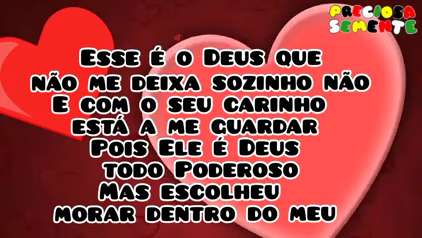 PRECIOSA
SEMENTE
Esse é o Deus que
não me deixa sozinho não
E com o seu carinho
está a me guardar
Pois Ele é Deus
todo Poderoso
Mas escolheu
morar dentro do meu